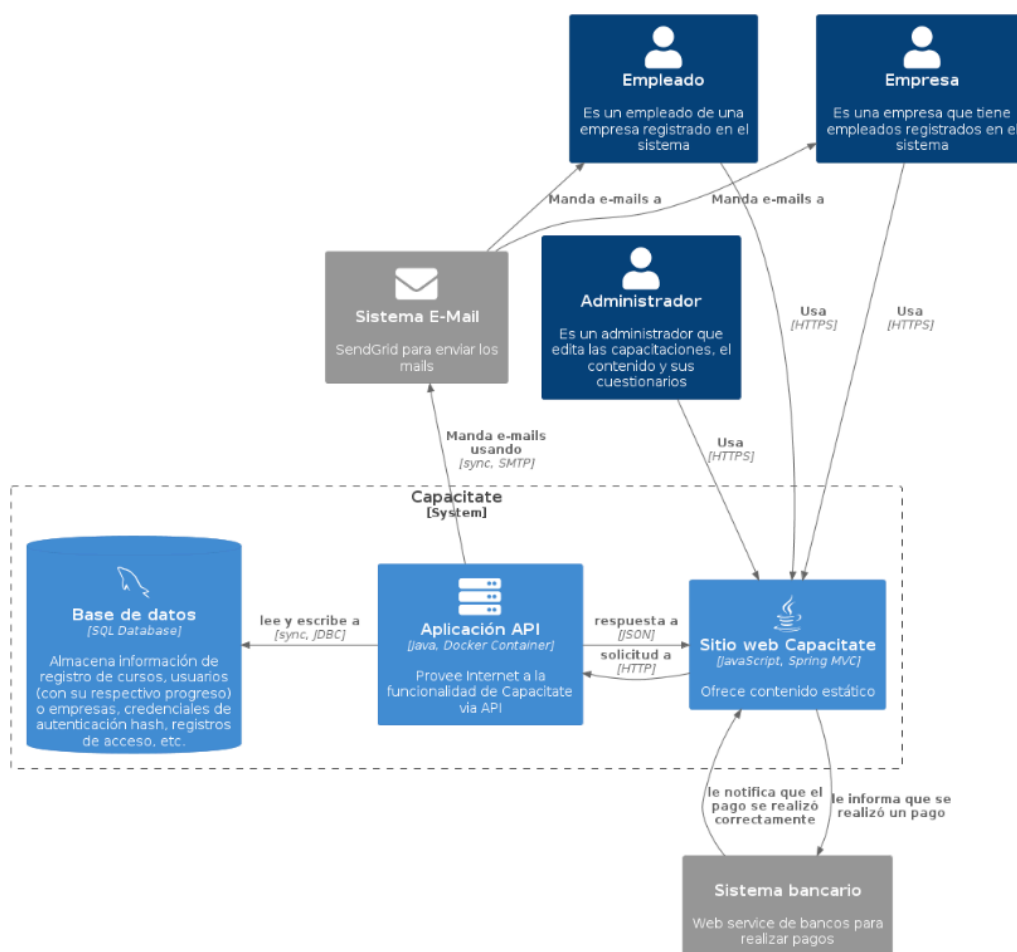 Empleado
Es un empleado de una
empresa registrado en el
sistema
Empresa
Es una empresa que tiene
empleados registrados en el
sistema
Manda e-mails a
Manda e-mails a
Sistema E-Mail
SendGrid para enviar los
mails
Administrador
Es un administrador que
edita las capacitaciones, el
contenido y sus
cuestionarios
Usa
[HTTPS]
Usa
[HTTPS]
Manda e-mails
usando
[sync, SMTP]
Usa
[HTTPS]
Capacitate
[System]
Base de datos
[SQL Database]
Almacena información de
registro de cursos, usuarios
(con su respectivo progreso)
o empresas, credenciales de
autenticación hash, registros
de acceso, etc.
lee y escribe a
[sync, JDBC]
Aplicación API
[Java, Docker Container]
Provee Internet a la
funcionalidad de Capacitate
via API
respuesta a
[JSON]
solicitud a
[HTTP]
Sitio web Capacitate
[JavaScript, Spring MVC]
Ofrece contenido estático
le notifica que el
pago se realizó
correctamente
le informa que se
realizó un pago
Sistema bancario
Web service de bancos para
realizar pagos